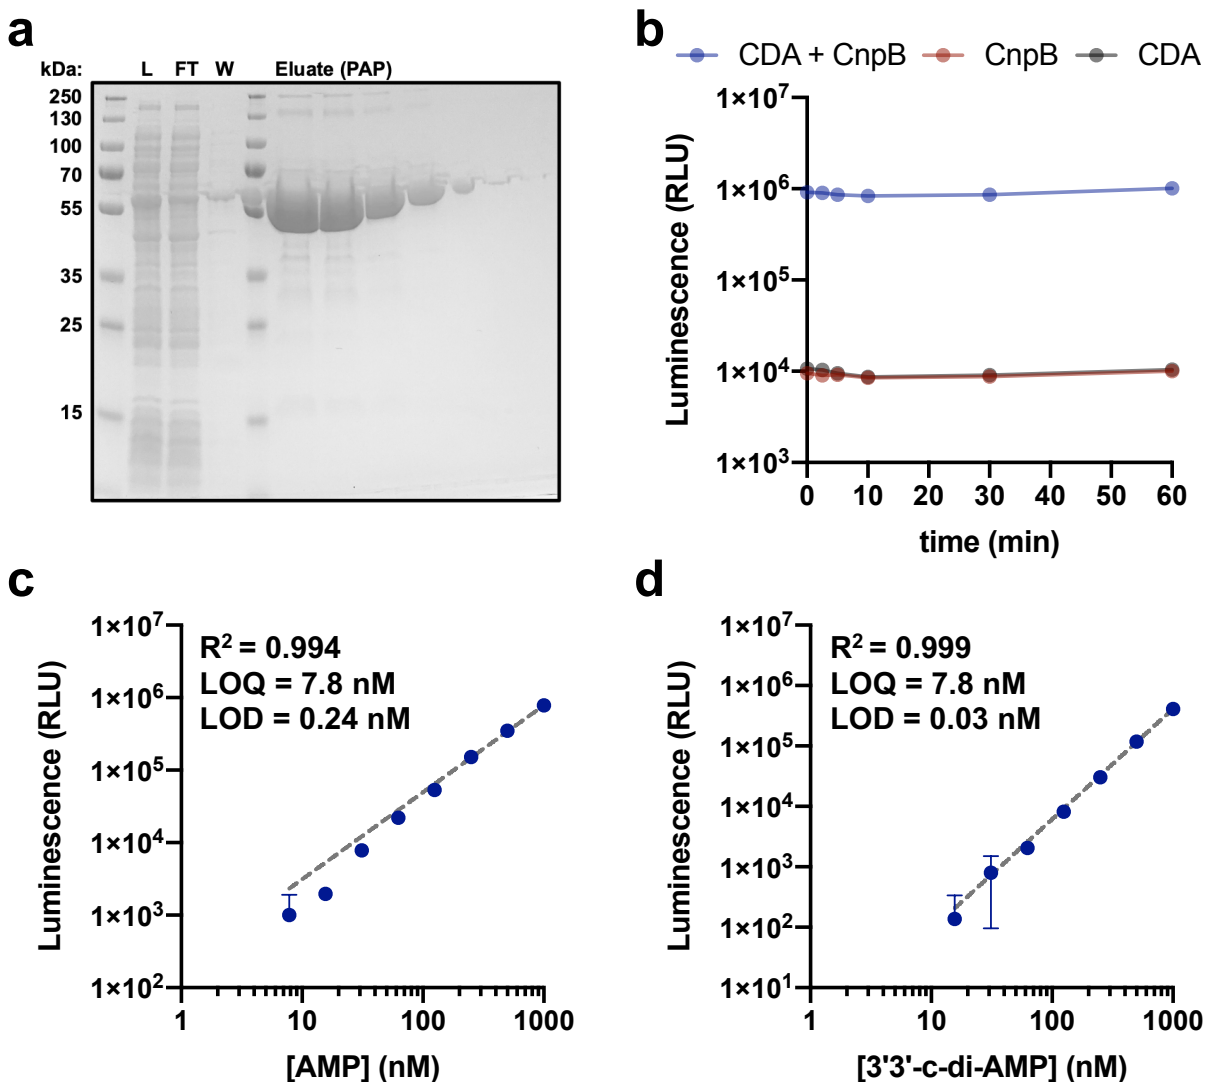 a
kDa: L FT W Eluate (PAP)
250
130
100
70
55
35
25
15
b
CDA + CnpB CnpB CDA
Luminescence (RLU)
1×10⁷
1×10⁶
1×10⁵
1×10⁴
1×10³
0 10 20 30 40 50 60
time (min)
c
Luminescence (RLU)
1×10⁷
1×10⁶
1×10⁵
1×10⁴
1×10³
1×10²
R² = 0.994
LOQ = 7.8 nM
LOD = 0.24 nM
1 10 100 1000
[AMP] (nM)
d
Luminescence (RLU)
1×10⁷
1×10⁶
1×10⁵
1×10⁴
1×10³
1×10²
1×10¹
R² = 0.999
LOQ = 7.8 nM
LOD = 0.03 nM
1 10 100 1000
[3'3'-c-di-AMP] (nM)